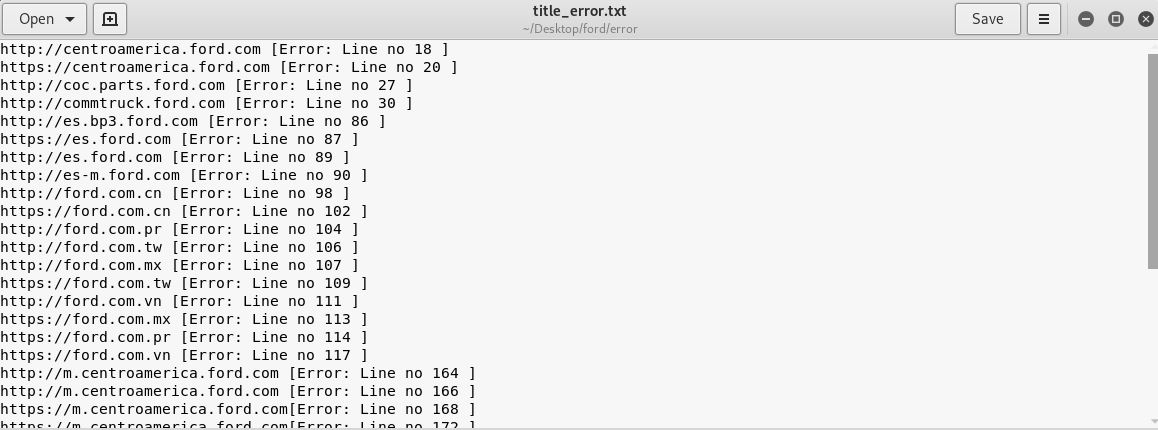 Open
title_error.txt
~/Desktop/ford/error
Save
http://centroamerica.ford.com [Error: Line no 18 ]
https://centroamerica.ford.com [Error: Line no 20 ]
http://coc.parts.ford.com [Error: Line no 27 ]
http://commtruck.ford.com [Error: Line no 30 ]
http://es.bp3.ford.com [Error: Line no 86 ]
https://es.ford.com [Error: Line no 87 ]
http://es.ford.com [Error: Line no 89 ]
http://es-m.ford.com [Error: Line no 90 ]
http://ford.com.cn [Error: Line no 98 ]
https://ford.com.cn [Error: Line no 102 ]
http://ford.com.pr [Error: Line no 104 ]
http://ford.com.tw [Error: Line no 106 ]
http://ford.com.mx [Error: Line no 107 ]
https://ford.com.tw [Error: Line no 109 ]
http://ford.com.vn [Error: Line no 111 ]
https://ford.com.mx [Error: Line no 113 ]
https://ford.com.pr [Error: Line no 114 ]
https://ford.com.vn [Error: Line no 117 ]
http://m.centroamerica.ford.com [Error: Line no 164 ]
http://m.centroamerica.ford.com [Error: Line no 166 ]
https://m.centroamerica.ford.com[Error: Line no 168 ]
https://m.centroamerica.ford.com[Error: Line no 172 ]